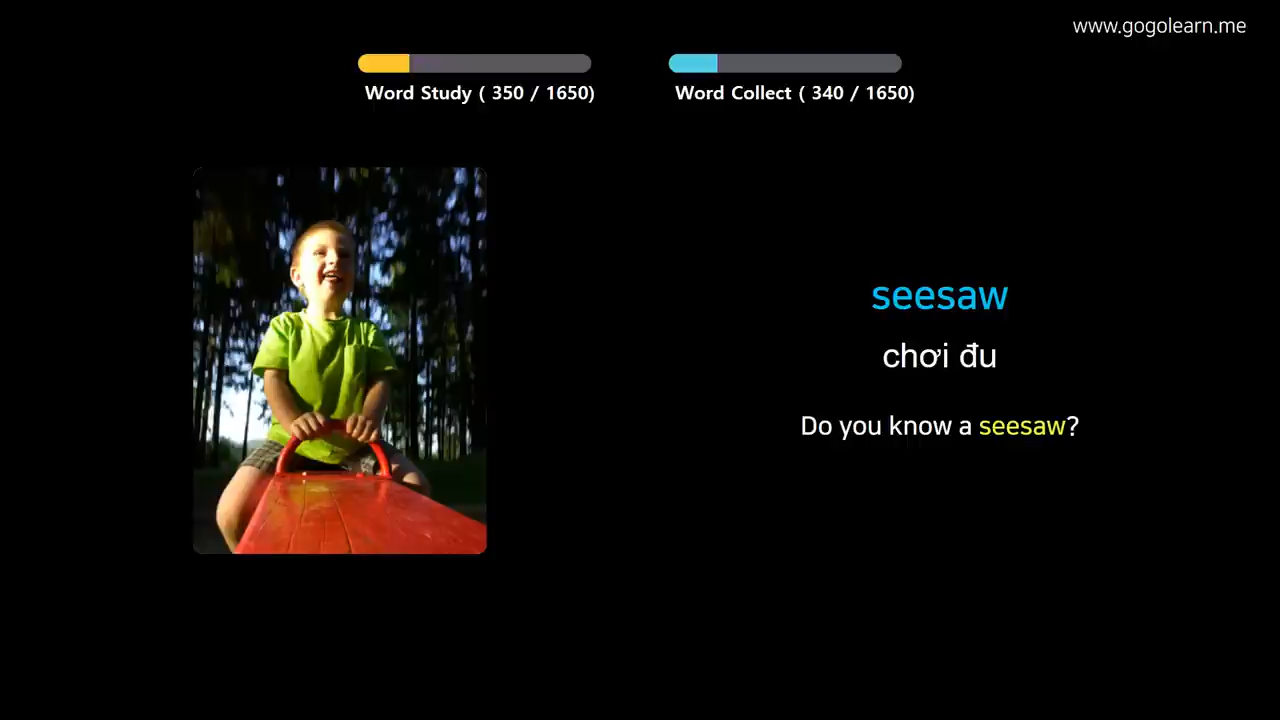 www.gogolearn.me
Word Study ( 350 / 1650)
Word Collect ( 340 / 1650)
seesaw
chơi đu
Do you know a seesaw?